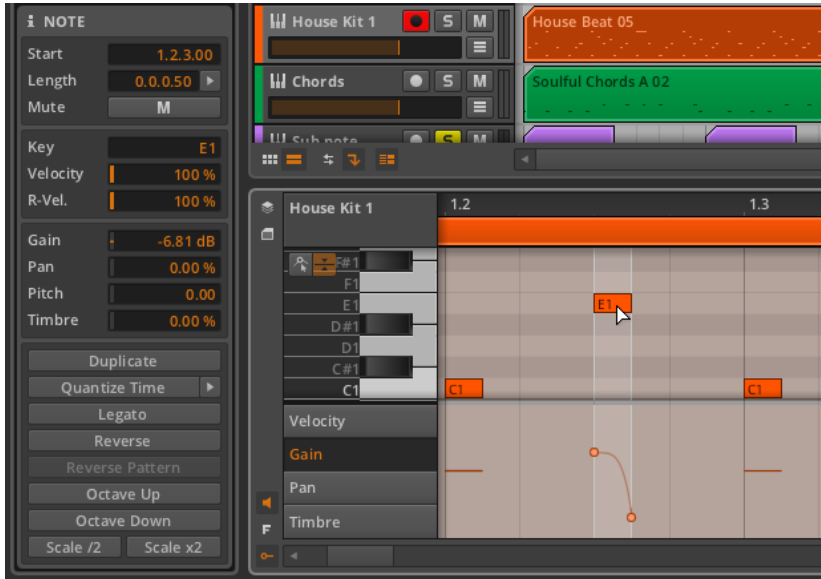 i NOTE
Start 1.2.3.00
Length 0.0.0.50
Mute M
Key E1
Velocity 100 %
R-Vel. 100 %
Gain -6.81 dB
Pan 0.00 %
Pitch 0.00
Timbre 0.00 %
Duplicate
Quantize Time
Legato
Reverse
Reverse Pattern
Octave Up
Octave Down
Scale /2 Scale x2
House Kit 1 S M
House Beat 05
Chords S M
Soulful Chords A 02
Sub note S M
House Kit 1
1.2 1.3
F#1
F1
E1 E1
D#1
D1
C#1
C1 C1 C1
Velocity
Gain
Pan
F Timbre